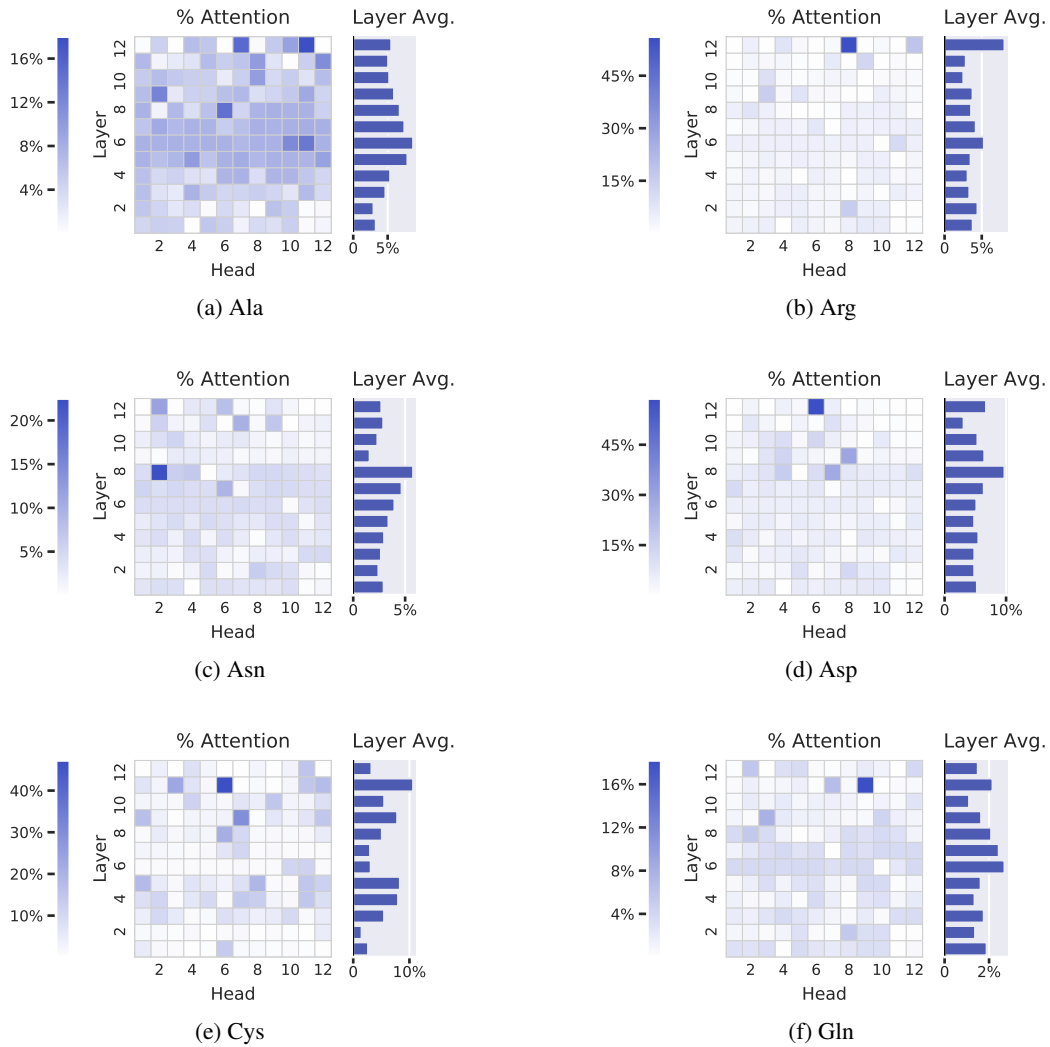 % Attention Layer Avg. % Attention Layer Avg.
16%
12%
8%
4%
Layer
12
10
8
6
4
2
2 4 6 8 10 12
Head
0 5%
45%
30%
15%
Layer
12
10
8
6
4
2
2 4 6 8 10 12
Head
0 5%
(a) Ala (b) Arg
% Attention Layer Avg. % Attention Layer Avg.
20%
15%
10%
5%
Layer
12
10
8
6
4
2
2 4 6 8 10 12
Head
0 5%
45%
30%
15%
Layer
12
10
8
6
4
2
2 4 6 8 10 12
Head
0 10%
(c) Asn (d) Asp
% Attention Layer Avg. % Attention Layer Avg.
40%
30%
20%
10%
Layer
12
10
8
6
4
2
2 4 6 8 10 12
Head
0 10%
16%
12%
8%
4%
Layer
12
10
8
6
4
2
2 4 6 8 10 12
Head
0 2%
(e) Cys (f) Gln